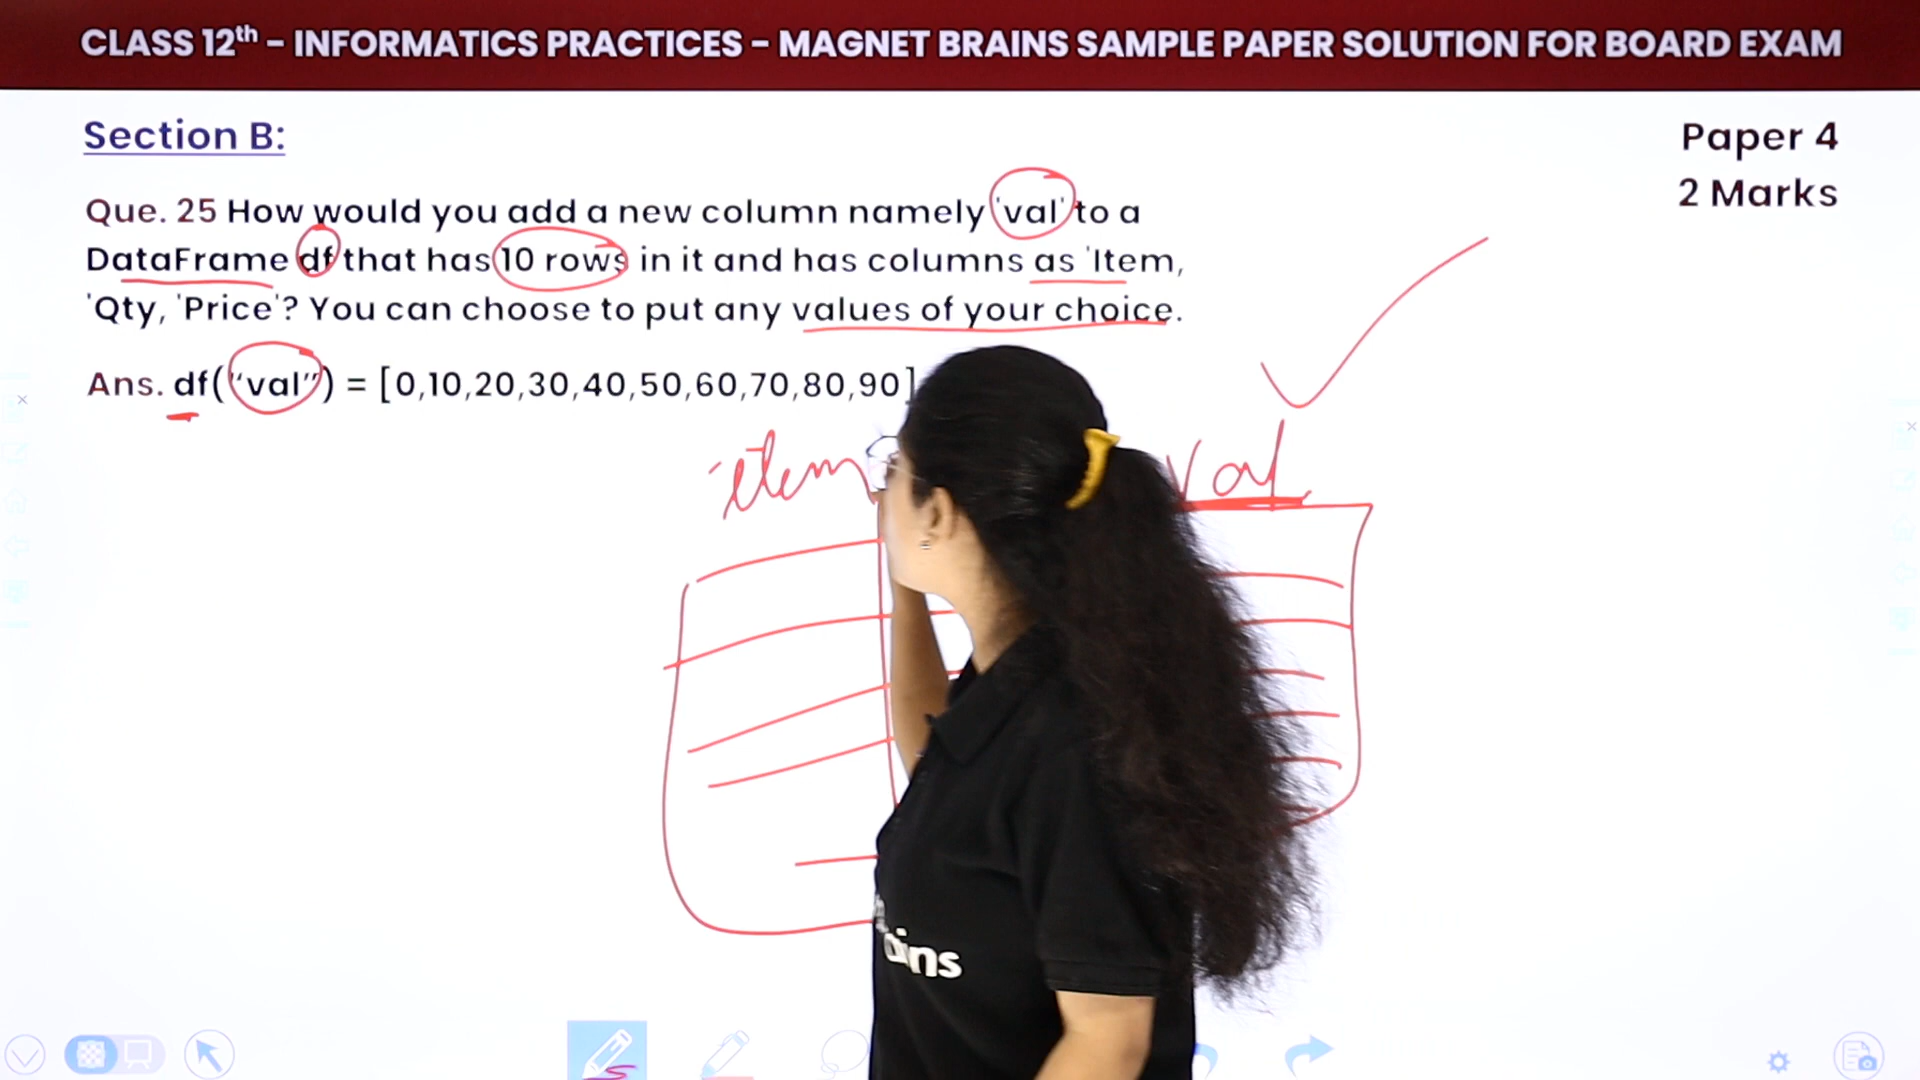 CLASS 12th – INFORMATICS PRACTICES – MAGNET BRAINS SAMPLE PAPER SOLUTION FOR BOARD EXAM
Section B:
Paper 4
2 Marks
Que. 25 How would you add a new column namely 'val' to a
DataFrame df that has 10 rows in it and has columns as 'Item,
'Qty, 'Price'? You can choose to put any values of your choice.
Ans. df("val") = [0,10,20,30,40,50,60,70,80,90]
item
val
ains